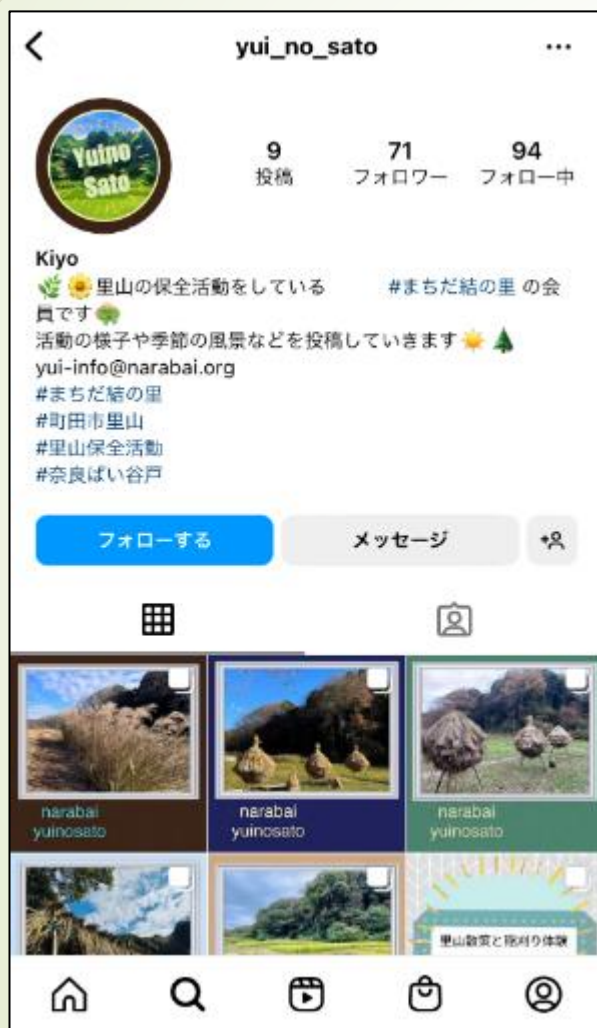 yui_no_sato
Yuino
Sato
9
投稿
71
フォロワー
94
フォロー中
Kiyo
里山の保全活動をしている #まちだ結の里 の会
員です
活動の様子や季節の風景などを投稿していきます
yui-info@narabai.org
#まちだ結の里
#町田市里山
#里山保全活動
#奈良ばい谷戸
フォローする
メッセージ
narabai
yuinosato
narabai
yuinosato
narabai
yuinosato
里山散策と稲刈り体験